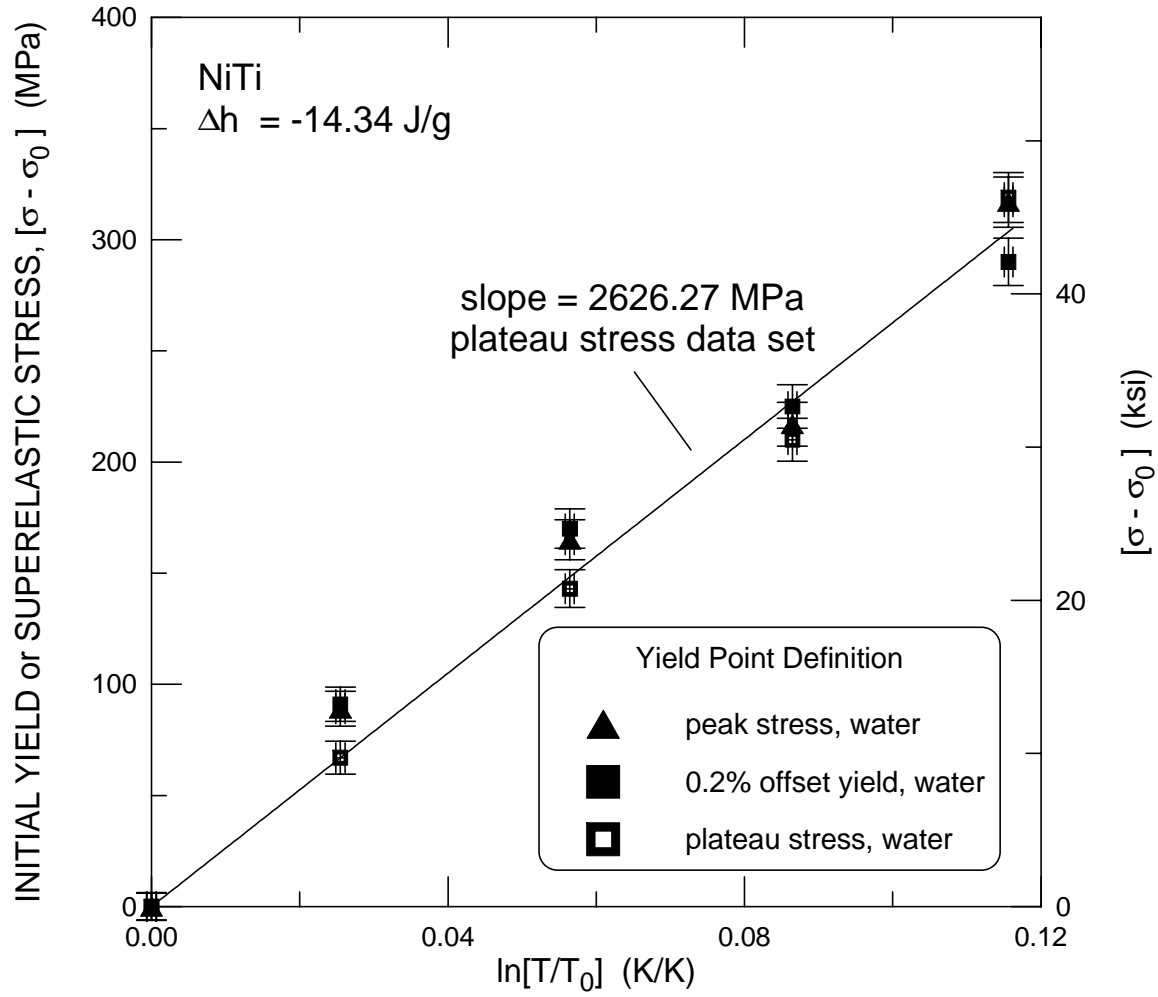 INITIAL YIELD or SUPERELASTIC STRESS, [σ - σ₀] (MPa)
400
300
200
100
0
NiTi
Δh = -14.34 J/g
slope = 2626.27 MPa
plateau stress data set
Yield Point Definition
peak stress, water
0.2% offset yield, water
plateau stress, water
40
20
0
[σ - σ₀] (ksi)
0.00
0.04
0.08
0.12
ln[T/T₀] (K/K)